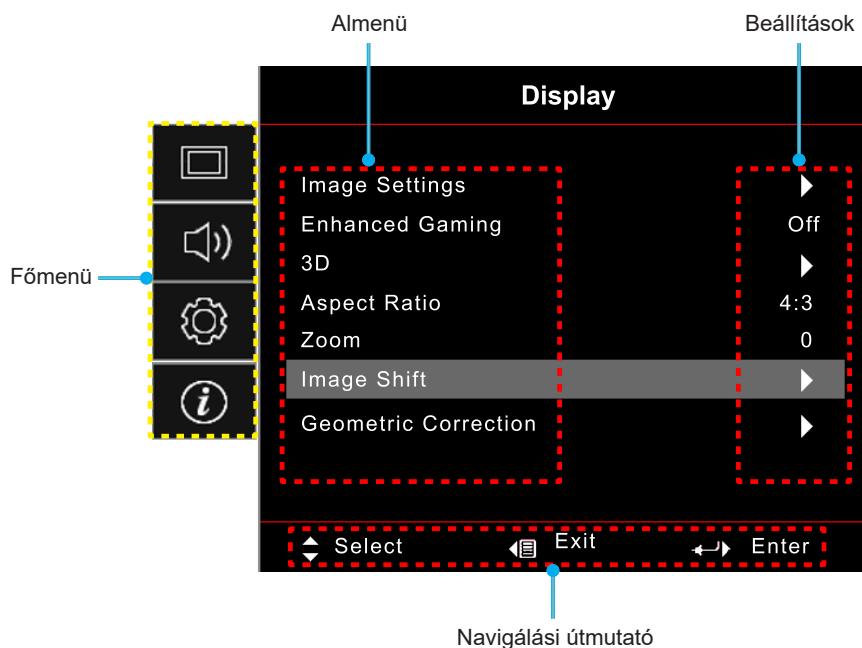 Almenü
Beállítások
Display
Image Settings
Enhanced Gaming Off
3D
Főmenü
Aspect Ratio 4:3
Zoom 0
Image Shift
Geometric Correction
Select Exit Enter
Navigálási útmutató